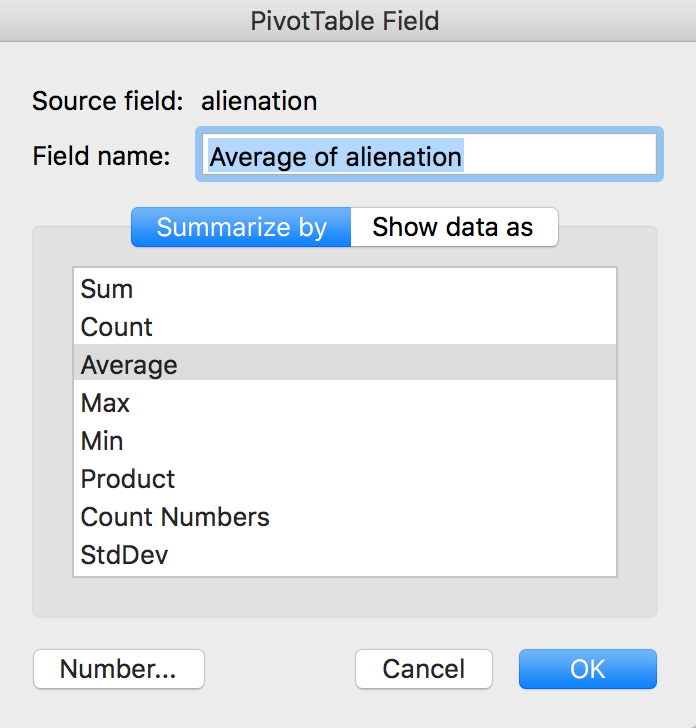 PivotTable Field
Source field: alienation
Field name: Average of alienation
Summarize by Show data as
Sum
Count
Average
Max
Min
Product
Count Numbers
StdDev
Number... Cancel OK